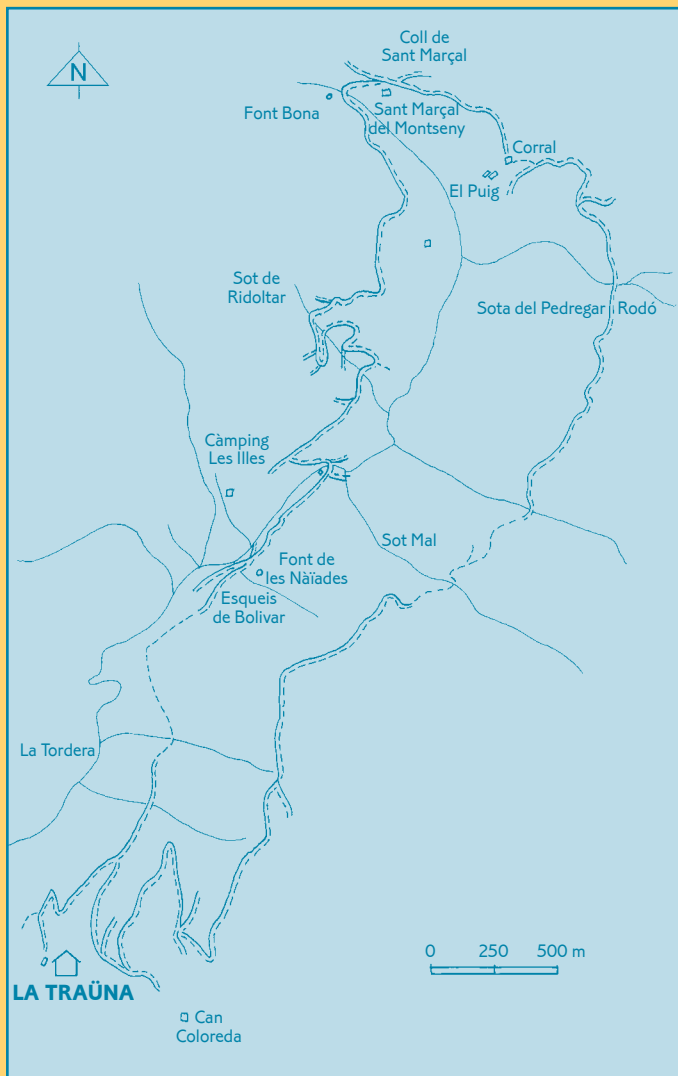 N
Coll de
Sant Marçal
Font Bona
Sant Marçal
del Montseny
Corral
El Puig
Sot de
Ridoltar
Sota del Pedregar Rodó
Càmping
Les Illes
Sot Mal
Font de
les Nàïades
Esqueis
de Bolivar
La Tordera
0 250 500 m
LA TRAÜNA
Can
Coloreda